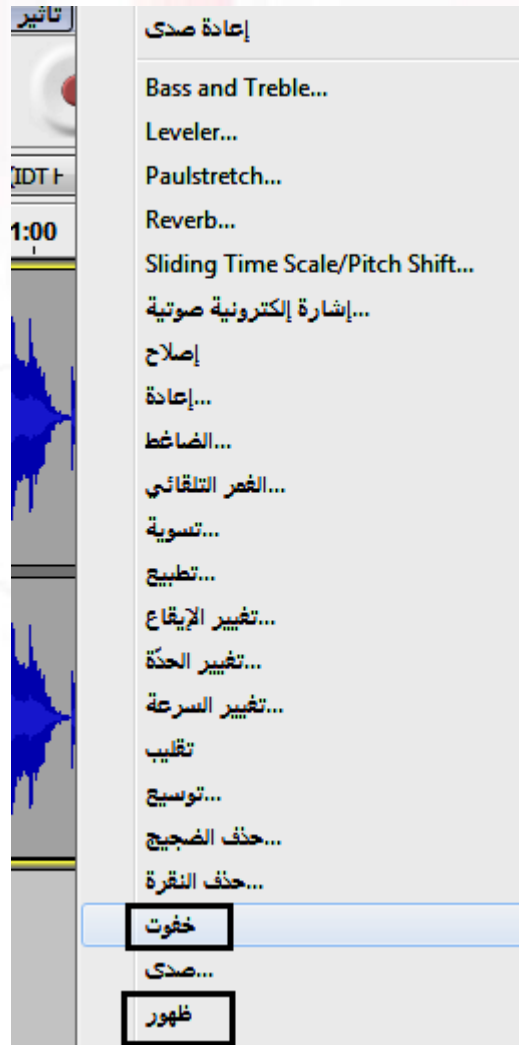 تأثير
إعادة صدى
Bass and Treble...
Leveler...
(IDT H
Paulstretch...
1:00
Reverb...
Sliding Time Scale/Pitch Shift...
إشارة إلكترونية صوتية...
إصلاح
إعادة...
الضاغط...
الغمر التلقائي...
تسوية...
تطبيع...
تغيير الإيقاع...
تغيير الحدّة...
تغيير السرعة...
تقليب
توسيع...
حذف الضجيج...
حذف النقرة...
خفوت
صدى...
ظهور